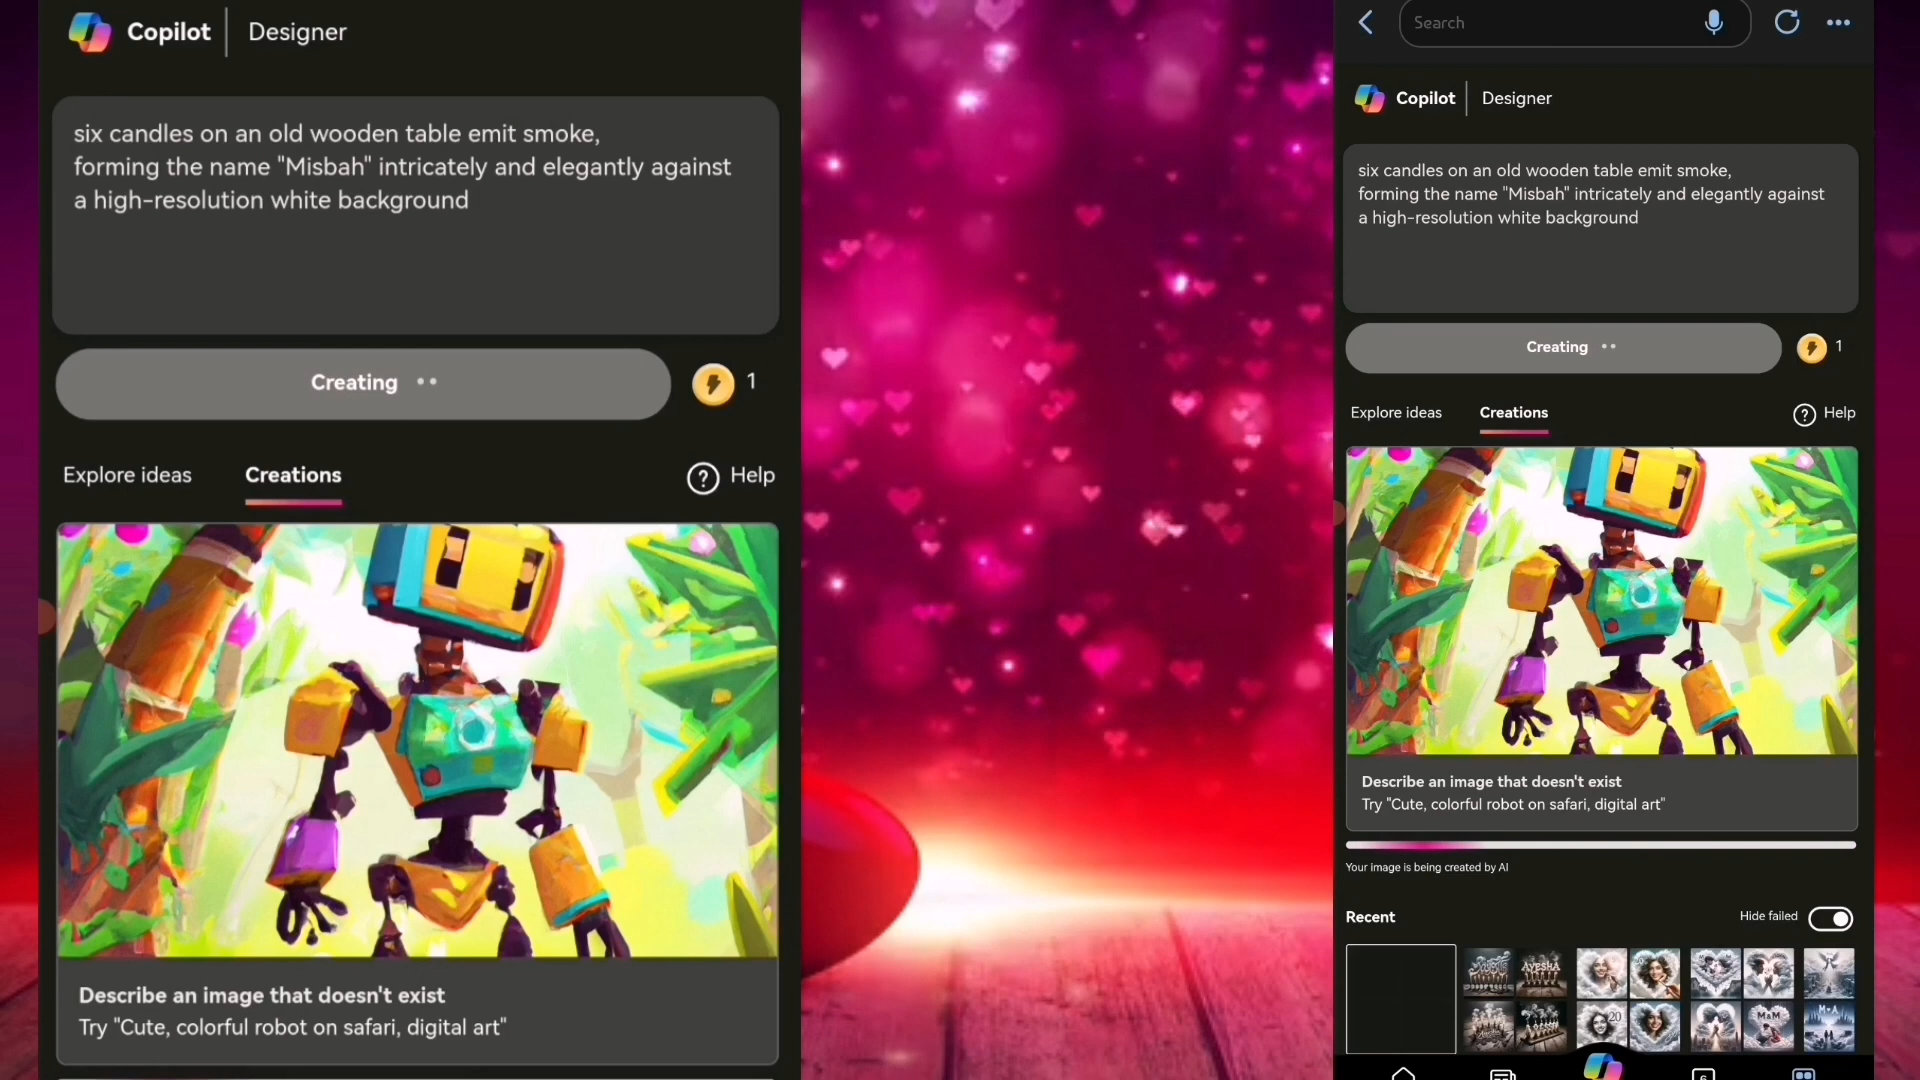 Copilot | Designer
six candles on an old wooden table emit smoke,
forming the name "Misbah" intricately and elegantly against
a high-resolution white background
Creating
1
Explore ideas
Creations
Help
Describe an image that doesn't exist
Try "Cute, colorful robot on safari, digital art"
Search
Copilot | Designer
six candles on an old wooden table emit smoke,
forming the name "Misbah" intricately and elegantly against
a high-resolution white background
Creating
1
Explore ideas
Creations
Help
Describe an image that doesn't exist
Try "Cute, colorful robot on safari, digital art"
Your image is being created by AI
Recent
Hide failed
AYESHA
20
M&M
M•A